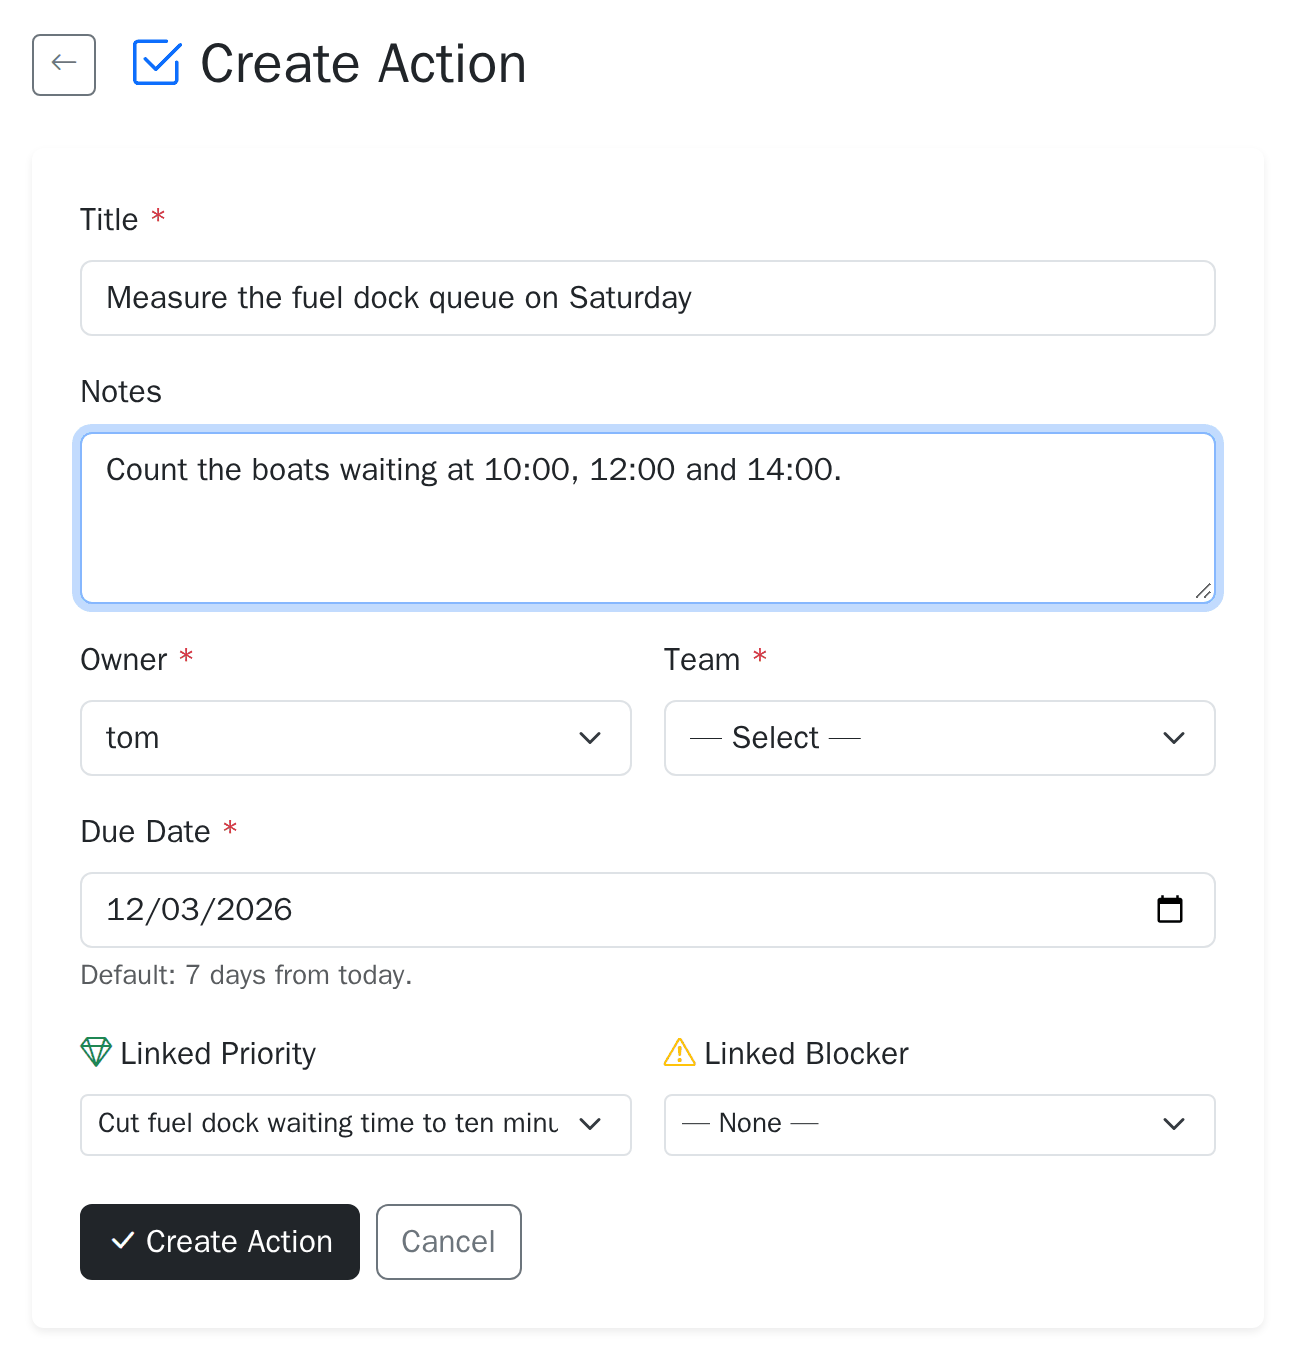 Create Action
Title *
Measure the fuel dock queue on Saturday
Notes
Count the boats waiting at 10:00, 12:00 and 14:00.
Owner *
Team *
tom
— Select —
Due Date *
12/03/2026
Default: 7 days from today.
Linked Priority
Linked Blocker
Cut fuel dock waiting time to ten minu
— None —
Create Action
Cancel